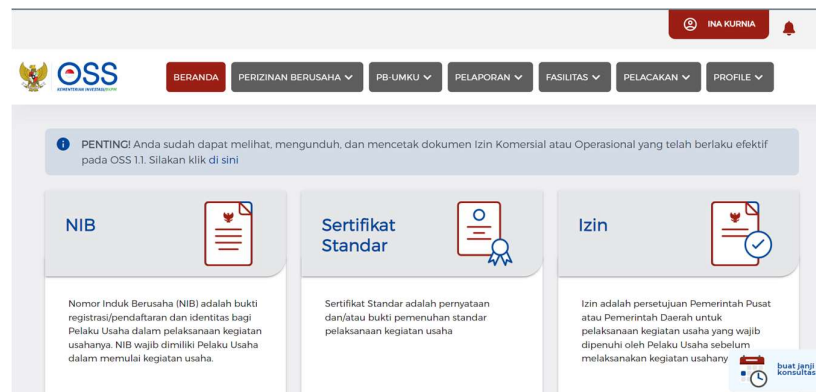 INA KURNIA
OSS
BERANDA PERIZINAN BERUSAHA PB-UMKU PELAPORAN FASILITAS PELACAKAN PROFILE
PENTING! Anda sudah dapat melihat, mengunduh, dan mencetak dokumen Izin Komersial atau Operasional yang telah berlaku efektif
pada OSS 1.1. Silakan klik di sini
NIB
Nomor Induk Berusaha (NIB) adalah bukti
registrasi/pendaftaran dan identitas bagi
Pelaku Usaha dalam pelaksanaan kegiatan
usahanya. NIB wajib dimiliki Pelaku Usaha
dalam memulai kegiatan usaha.
Sertifikat
Standar
Sertifikat Standar adalah pernyataan
dan/atau bukti pemenuhan standar
pelaksanaan kegiatan usaha
Izin
Izin adalah persetujuan Pemerintah Pusat
atau Pemerintah Daerah untuk
pelaksanaan kegiatan usaha yang wajib
dipenuhi oleh Pelaku Usaha sebelum
melaksanakan kegiatan usahany
buat janji
konsultas